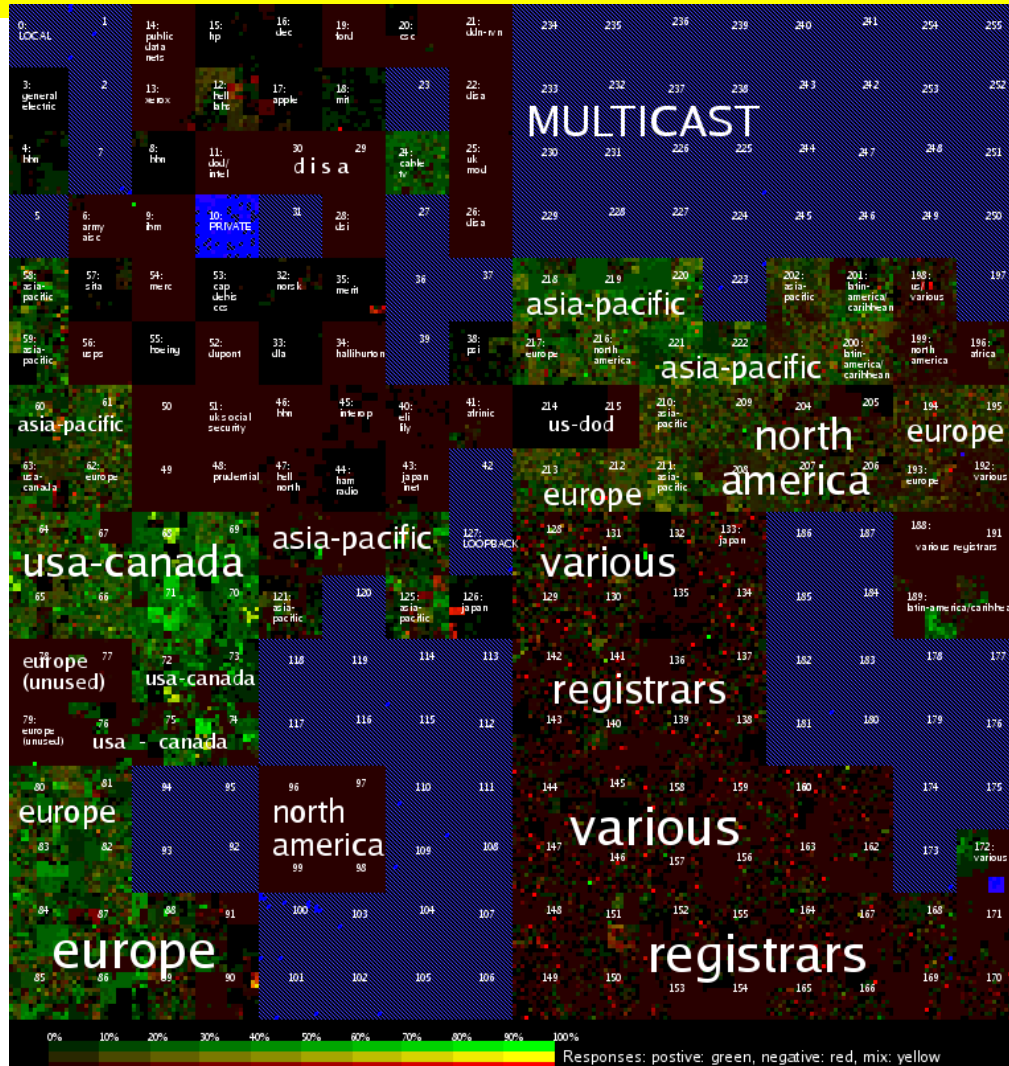 0:
LOCAL
1
14:
public
data
nets
15:
hp
16:
dec
19:
ford
20:
csc
21:
ddn-rvn
234
235
236
239
240
241
254
255
3:
general
electric
2
13:
xerox
12:
bell
labs
17:
apple
18:
mit
23
22:
disa
233
232
237
238
243
242
253
252
MULTICAST
4:
bbn
7
8:
bbn
11:
dod/
intel
30
29
disa
24:
cable
tv
25:
uk
mod
230
231
226
225
244
247
248
251
5
6:
army
aisc
9:
ibm
10:
PRIVATE
31
28:
dsi
27
26:
disa
229
228
227
224
245
246
249
250
58:
asia-
pacific
57:
sita
54:
merc
53:
cap
debis
ccs
32:
norsk
35:
merit
36
37
218
219
220
asia-pacific
223
202:
asia-
pacific
201:
latin-
america/
caribbean
198:
us/
various
197
59:
asia-
pacific
56:
usps
55:
boeing
52:
dupont
33:
dla
34:
halliburton
39
38:
psi
217:
europe
216:
north
america
221
222
asia-pacific
200:
latin-
america/
caribbean
199:
north
america
196:
africa
60
61
asia-pacific
50
51:
uk social
security
46:
bbn
45:
interop
40:
eli
lily
41:
afrinic
214
215
us-dod
210:
asia-
pacific
209
204
205
north
america
194
195
europe
63:
usa-
canada
62:
europe
49
48:
prudential
47:
bell
north
44:
ham
radio
43:
japan
inet
42
213
212
europe
211:
asia-
pacific
208
207
206
193:
europe
192:
various
64
67
68
69
usa-canada
asia-pacific
127:
LOOPBACK
128
131
132
133:
japan
various
186
187
188:
191
various registrars
65
66
71
70
121:
asia-
pacific
120
125:
asia-
pacific
126:
japan
129
130
135
134
185
184
189:
latin-america/caribbea
78
77
europe
(unused)
72
73
usa-canada
118
119
114
113
142
141
136
137
registrars
182
183
178
177
79:
europe
(unused)
76
75
74
usa - canada
117
116
115
112
143
140
139
138
181
180
179
176
80
81
europe
94
95
96
97
north
america
110
111
144
145
158
159
160
various
174
175
83
82
93
92
99
98
109
108
147
146
157
156
163
162
173
172:
various
84
87
88
91
europe
100
103
104
107
148
151
152
155
164
167
168
171
registrars
85
86
89
90
101
102
105
106
149
150
153
154
165
166
169
170
0% 10% 20% 30% 40% 50% 60% 70% 80% 90% 100%
Responses: postive: green, negative: red, mix: yellow